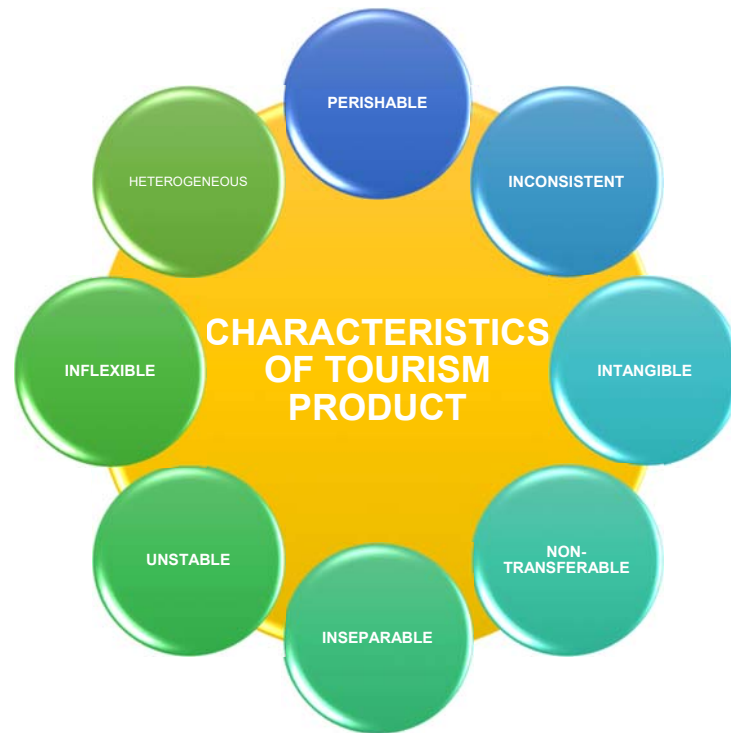 PERISHABLE
INCONSISTENT
INTANGIBLE
NON-
TRANSFERABLE
INSEPARABLE
UNSTABLE
INFLEXIBLE
HETEROGENEOUS
CHARACTERISTICS
OF TOURISM
PRODUCT